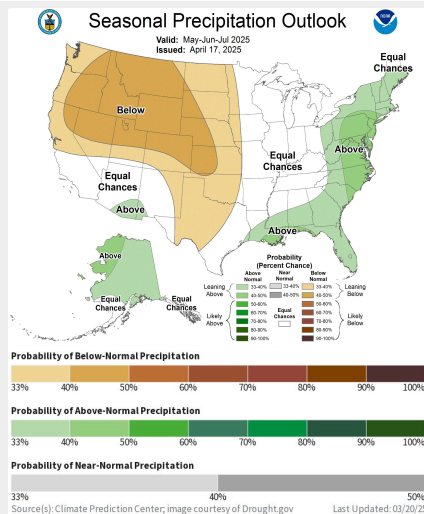 Seasonal Precipitation Outlook
Valid: May-Jun-Jul 2025
Issued: April 17, 2025
Equal
Chances
Below
Equal
Chances
Above
Equal
Chances
Above
Above
Above
Equal
Chances
Equal
Chances
Probability
(Percent Chance)
Above
Normal
Near
Normal
Below
Normal
Leaning
Above
33-40%
40-50%
50-60%
60-70%
70-80%
80-90%
90-100%
Likely
Above
33-40%
40-50%
Equal
Chances
33-40%
40-50%
50-60%
60-70%
70-80%
80-90%
90-100%
Leaning
Below
Likely
Below
Probability of Below-Normal Precipitation
33% 40% 50% 60% 70% 80% 90% 100%
Probability of Above-Normal Precipitation
33% 40% 50% 60% 70% 80% 90% 100%
Probability of Near-Normal Precipitation
33% 40% 50%
Source(s): Climate Prediction Center; image courtesy of Drought.gov Last Updated: 03/20/25